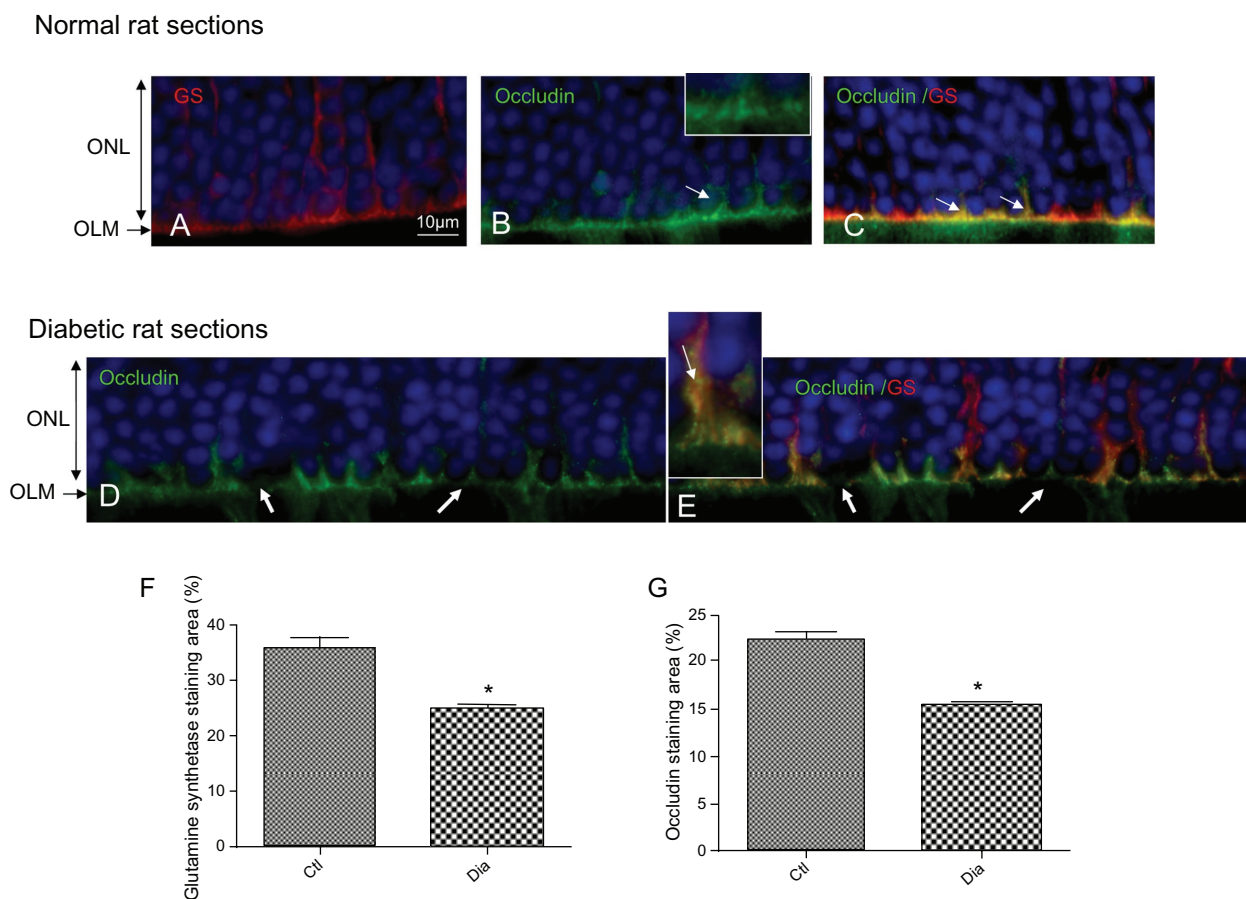 Normal rat sections
GS
Occludin
Occludin /GS
ONL
OLM
A
10µm
B
C
Diabetic rat sections
Occludin
Occludin /GS
ONL
OLM
D
E
F
Glutamine synthetase staining area (%)
40
30
20
10
0
*
Ctl
Dia
G
Occludin staining area (%)
25
20
15
10
5
0
*
Ctl
Dia